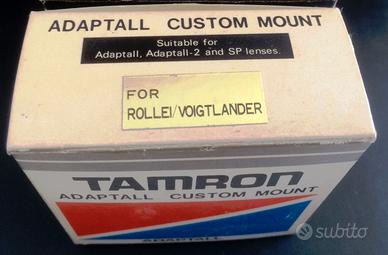 ADAPTALL CUSTOM MOUNT
Suitable for
Adaptall, Adaptall-2 and SP lenses.
FOR
ROLLEI/VOIGTLANDER
TAMRON
ADAPTALL CUSTOM MOUNT
ADAPTALL
subito